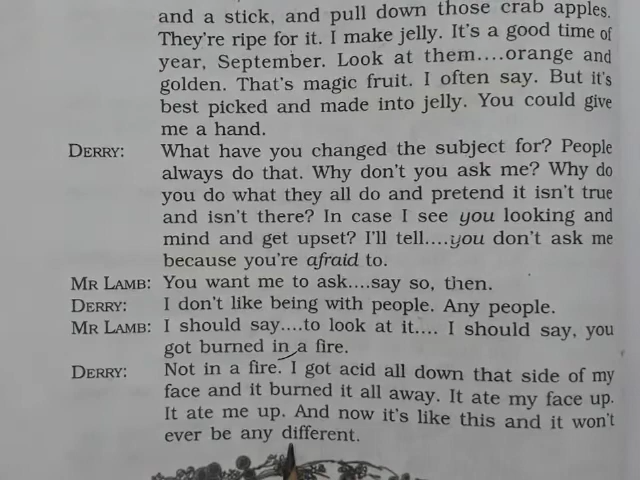 and a stick, and pull down those crab apples.
They're ripe for it. I make jelly. It's a good time of
year, September. Look at them....orange and
golden. That's magic fruit. I often say. But it's
best picked and made into jelly. You could give
me a hand.
DERRY: What have you changed the subject for? People
always do that. Why don't you ask me? Why do
you do what they all do and pretend it isn't true
and isn't there? In case I see you looking and
mind and get upset? I'll tell....you don't ask me
because you're afraid to.
MR LAMB: You want me to ask....say so, then.
DERRY: I don't like being with people. Any people.
MR LAMB: I should say....to look at it.... I should say, you
got burned in a fire.
DERRY: Not in a fire. I got acid all down that side of my
face and it burned it all away. It ate my face up.
It ate me up. And now it's like this and it won't
ever be any different.